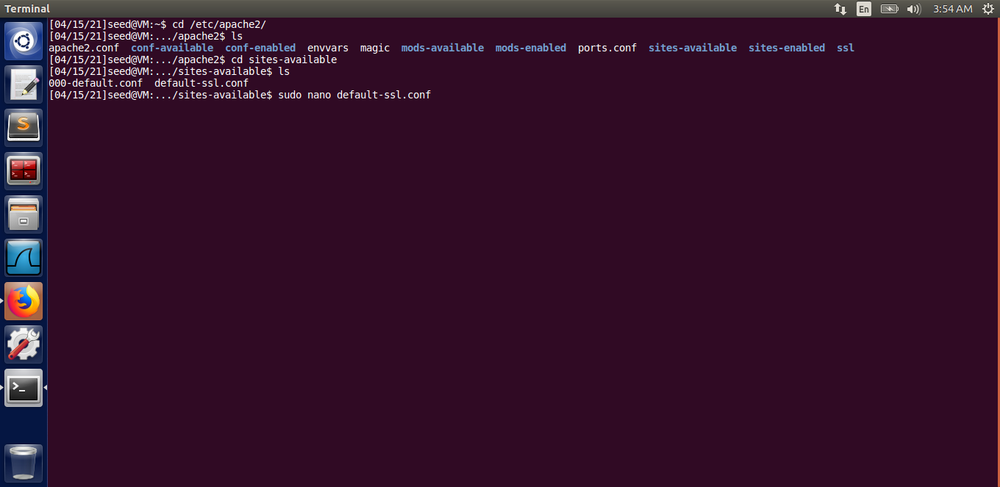 Terminal
En
3:54 AM
[04/15/21]seed@VM:~$ cd /etc/apache2/
[04/15/21]seed@VM:.../apache2$ ls
apache2.conf  conf-available  conf-enabled  envvars  magic  mods-available  mods-enabled  ports.conf  sites-available  sites-enabled  ssl
[04/15/21]seed@VM:.../apache2$ cd sites-available
[04/15/21]seed@VM:.../sites-available$ ls
000-default.conf  default-ssl.conf
[04/15/21]seed@VM:.../sites-available$ sudo nano default-ssl.conf